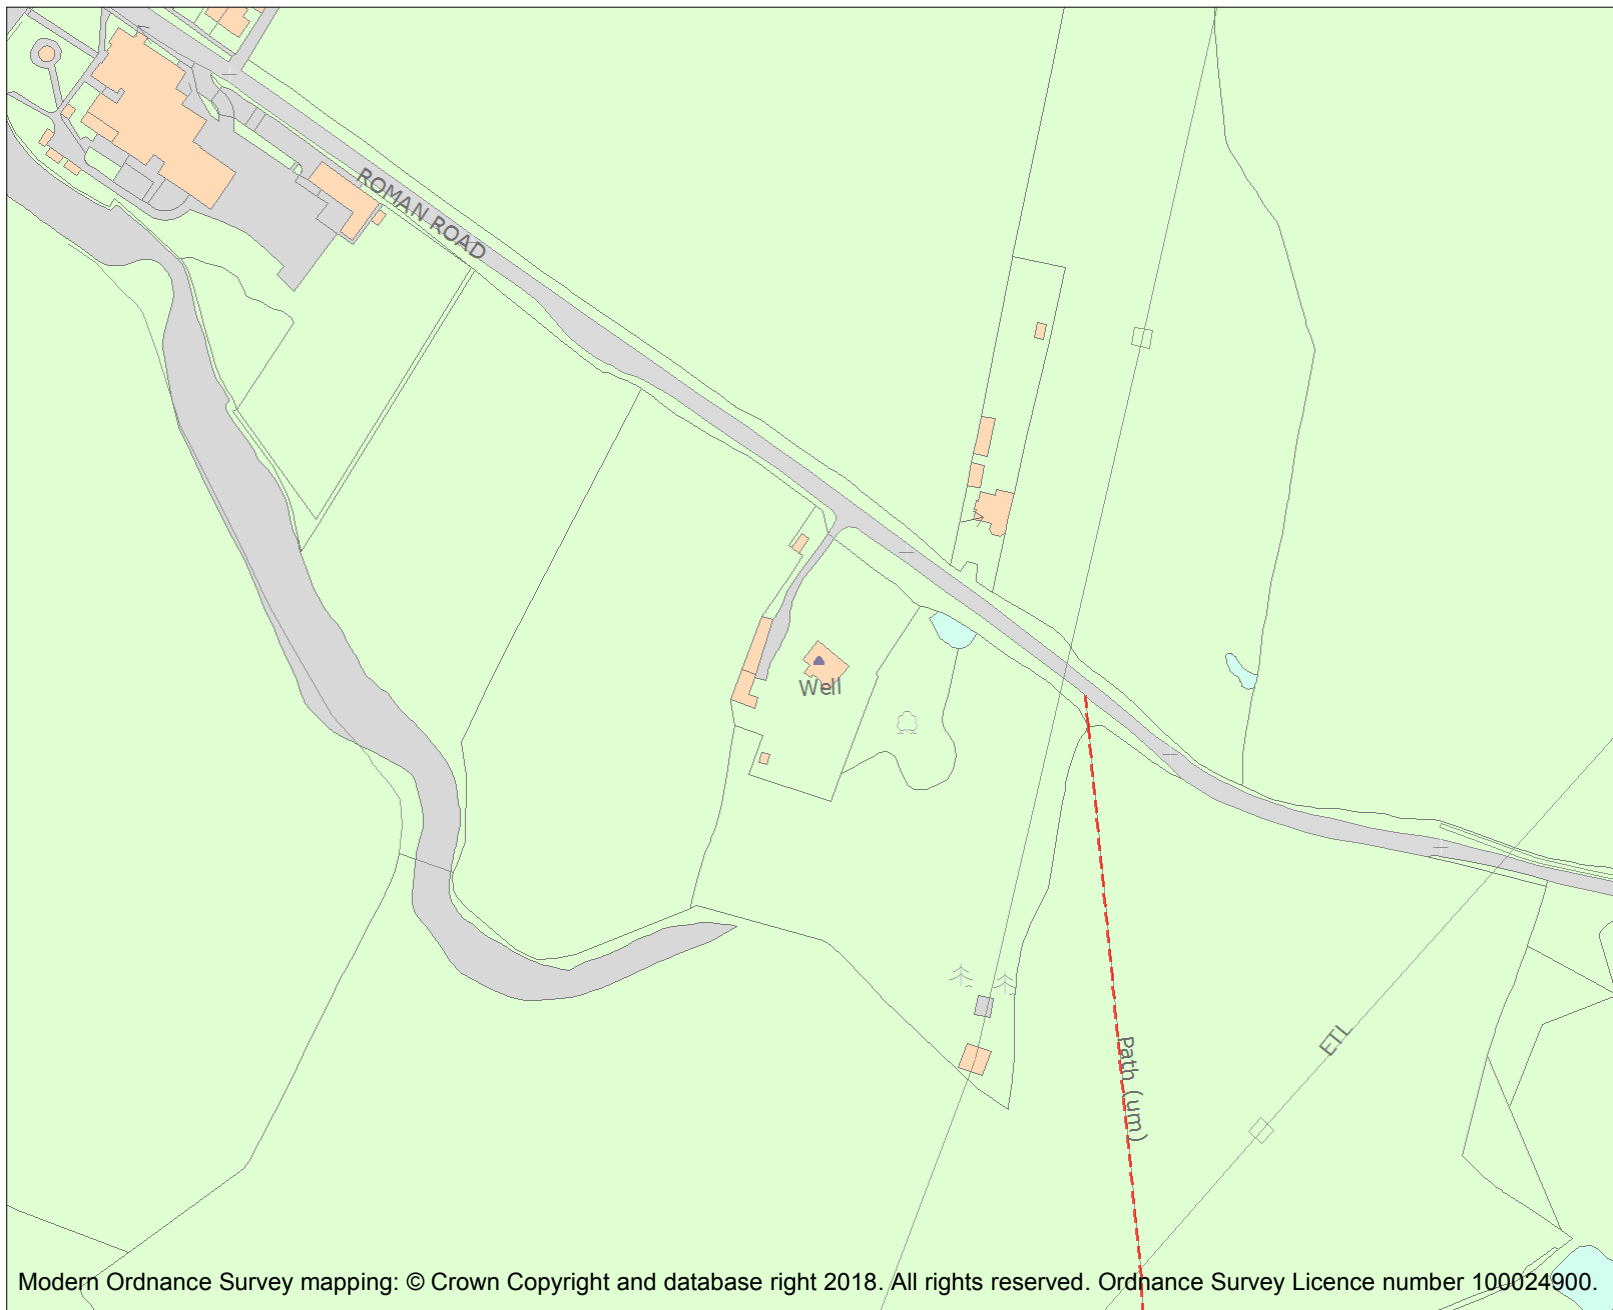 ROMAN ROAD
Well
Path (um)
ETL
Modern Ordnance Survey mapping: © Crown Copyright and database right 2018. All rights reserved. Ordnance Survey Licence number 100024900.